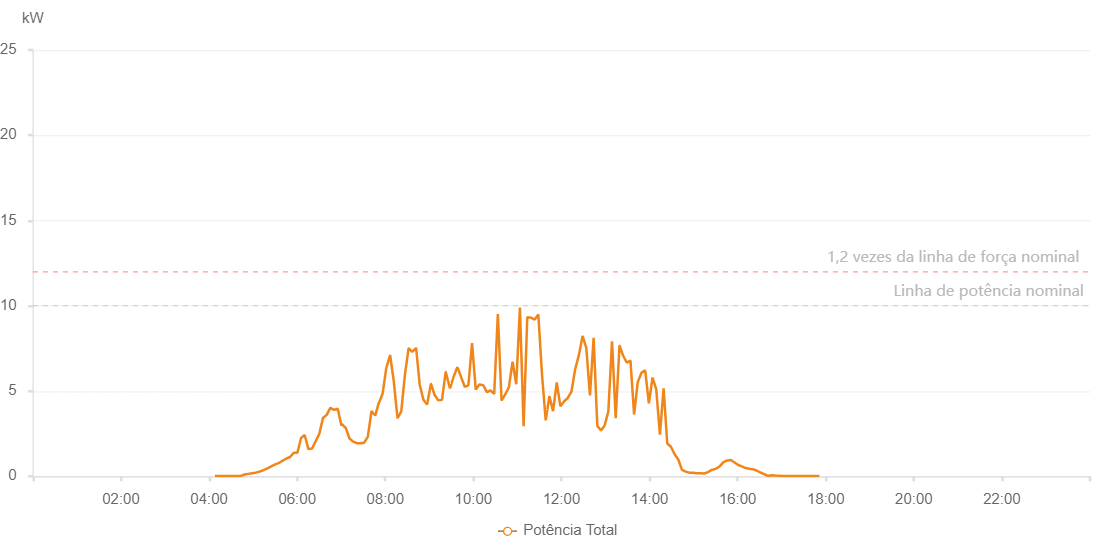 kW
25
20
15
1,2 vezes da linha de força nominal
Linha de potência nominal
10
5
0
02:00 04:00 06:00 08:00 10:00 12:00 14:00 16:00 18:00 20:00 22:00
Potência Total